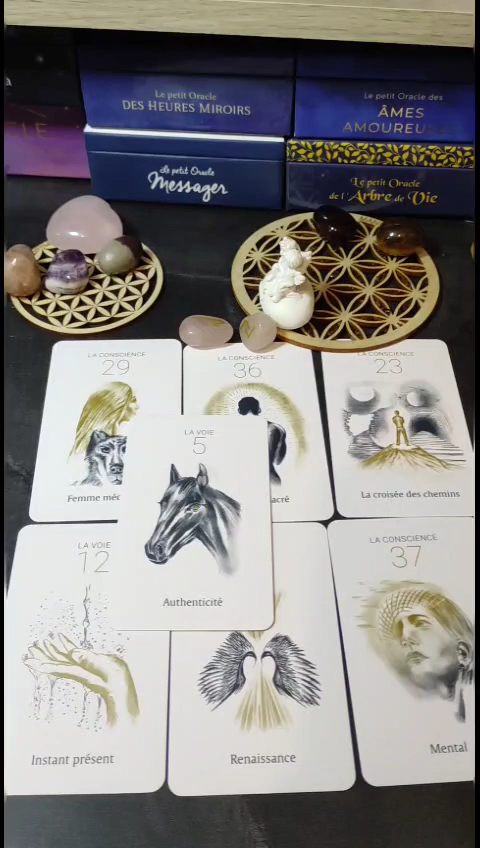 Le petit Oracle
DES HEURES MIROIRS
Le petit Oracle des
ÂMES
AMOUREU
Le petit Oracle
Messager
Le petit Oracle
de l'Arbre de Vie
LA CONSCIENCE
29
Femme méd
LA CONSCIENCE
36
acré
LA CONSCIENCE
23
La croisée des chemins
LA VOIE
5
Authenticité
LA VOIE
12
Instant présent
Renaissance
LA CONSCIENCE
37
Mental